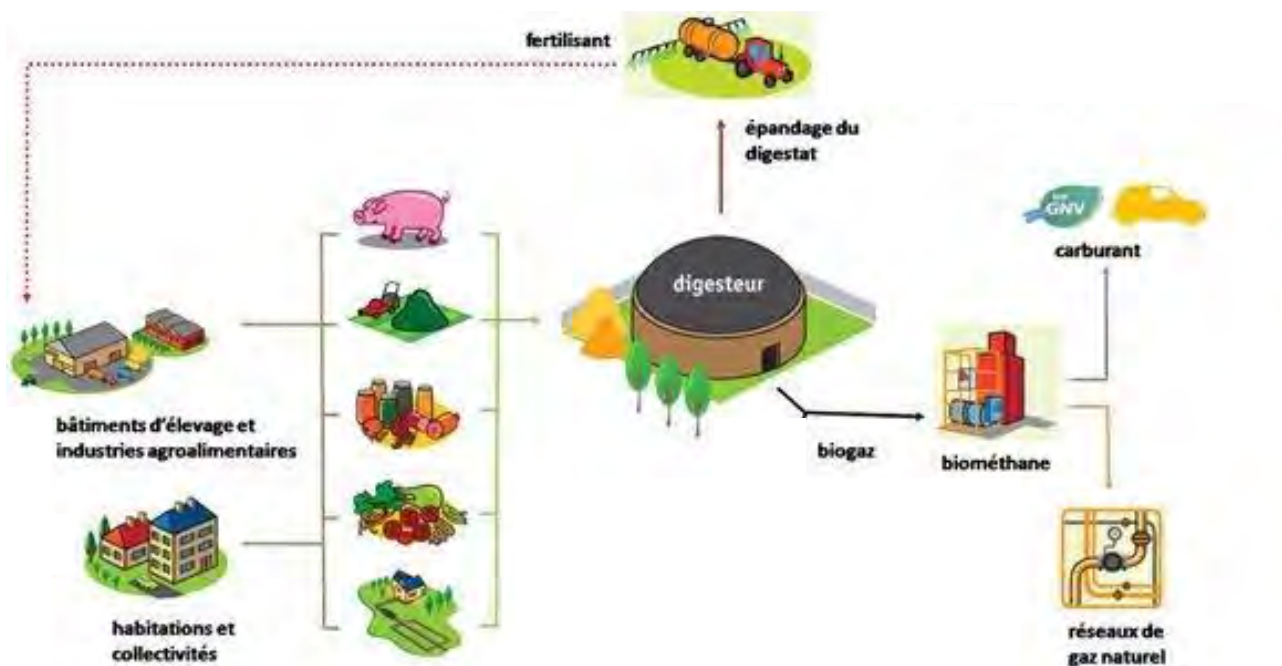 fertilisant
épandage du
digestat
GNV
carburant
digesteur
bâtiments d'élevage et
industries agroalimentaires
biogaz
biométhane
habitations et
collectivités
réseaux de
gaz naturel